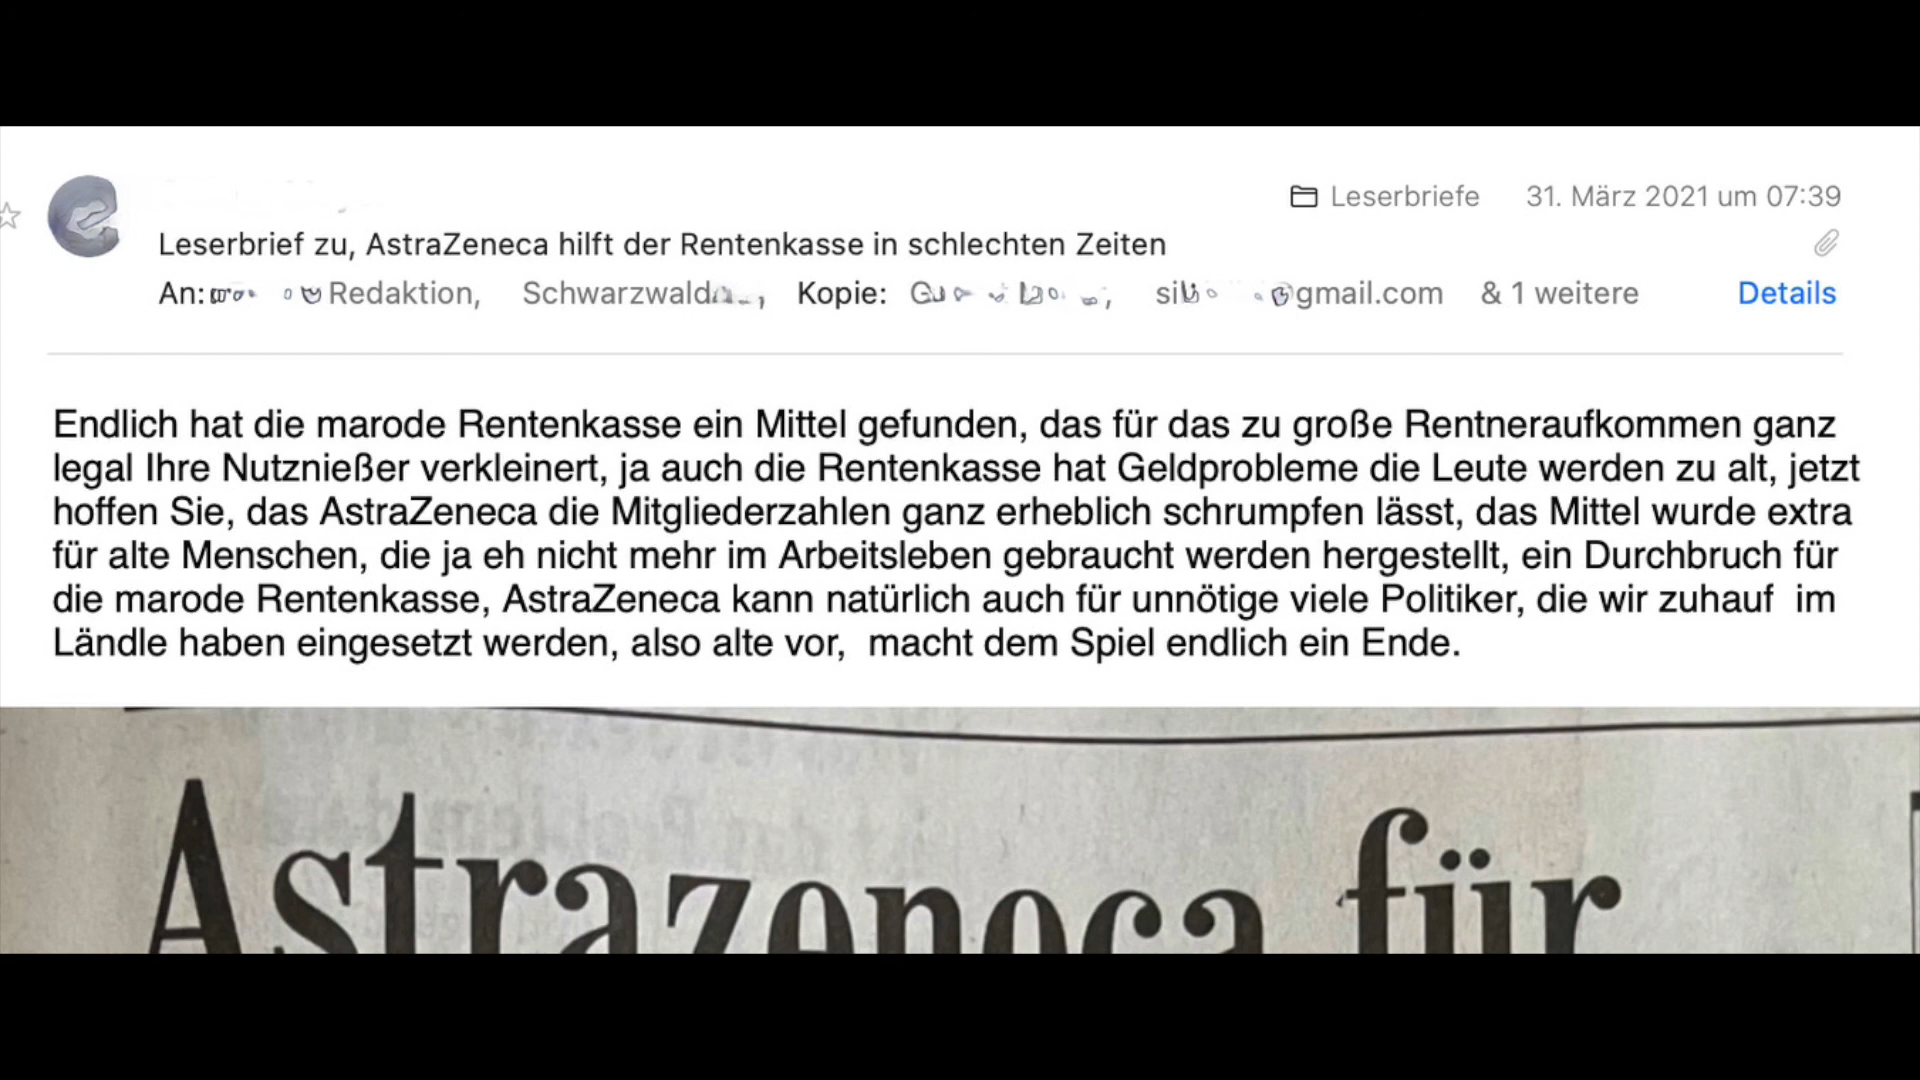 Leserbriefe 31. März 2021 um 07:39
Leserbrief zu, AstraZeneca hilft der Rentenkasse in schlechten Zeiten
An: Redaktion, Schwarzwald Kopie: gmail.com & 1 weitere Details
Endlich hat die marode Rentenkasse ein Mittel gefunden, das für das zu große Rentneraufkommen ganz
legal Ihre Nutznießer verkleinert, ja auch die Rentenkasse hat Geldprobleme die Leute werden zu alt, jetzt
hoffen Sie, das AstraZeneca die Mitgliederzahlen ganz erheblich schrumpfen lässt, das Mittel wurde extra
für alte Menschen, die ja eh nicht mehr im Arbeitsleben gebraucht werden hergestellt, ein Durchbruch für
die marode Rentenkasse, AstraZeneca kann natürlich auch für unnötige viele Politiker, die wir zuhauf im
Ländle haben eingesetzt werden, also alte vor, macht dem Spiel endlich ein Ende.
Astrazeneca für